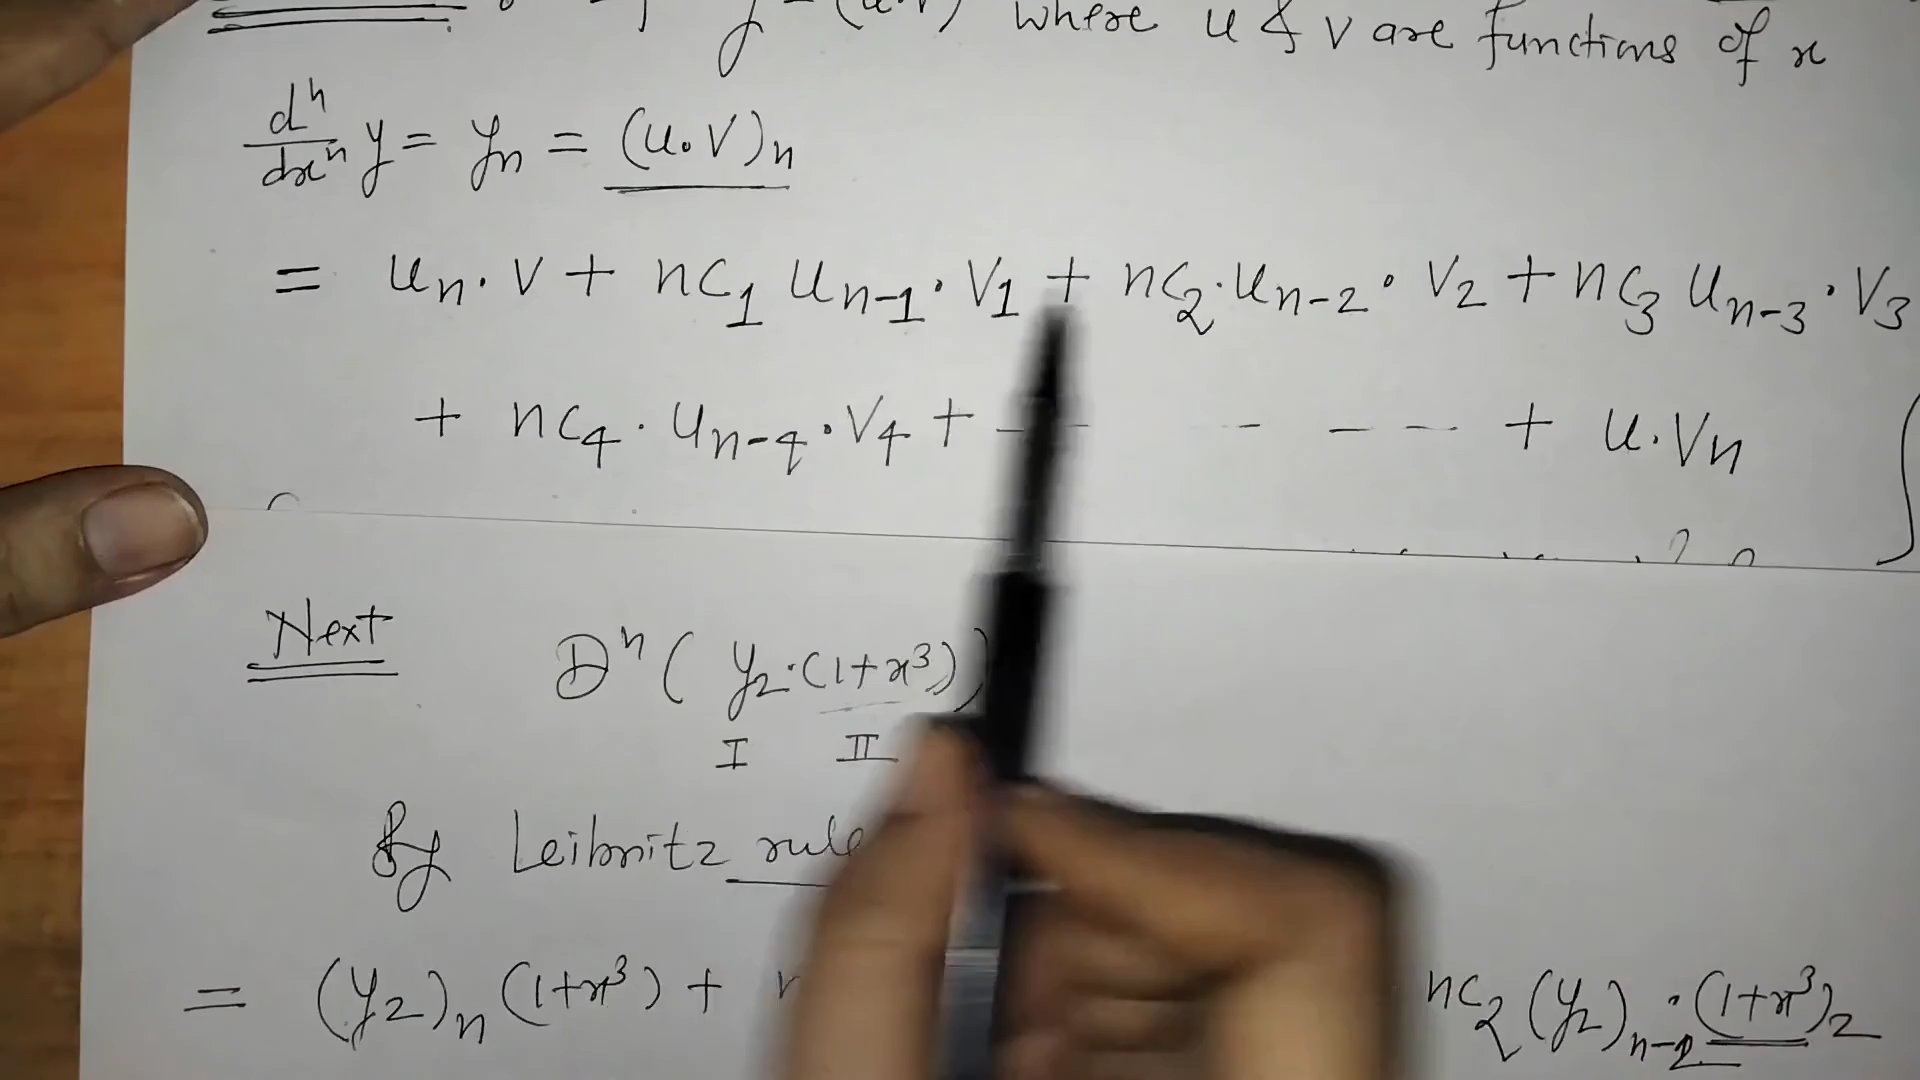 y = (u.v) where u & v are functions of x
dⁿ/dxⁿ y = yₙ = (u.v)ₙ
= uₙ.v + nc₁ uₙ₋₁.v₁ + nc₂.uₙ₋₂.v₂ + nc₃ uₙ₋₃.v₃
+ nc₄.uₙ₋₄.v₄ + - - - - - + u.vₙ
Next Dⁿ( y₂.(1+x³))
I II
By Leibnitz rule
= (y₂)ₙ (1+x³) + n nc₂ (y₂)ₙ₋₂.(1+x³)₂